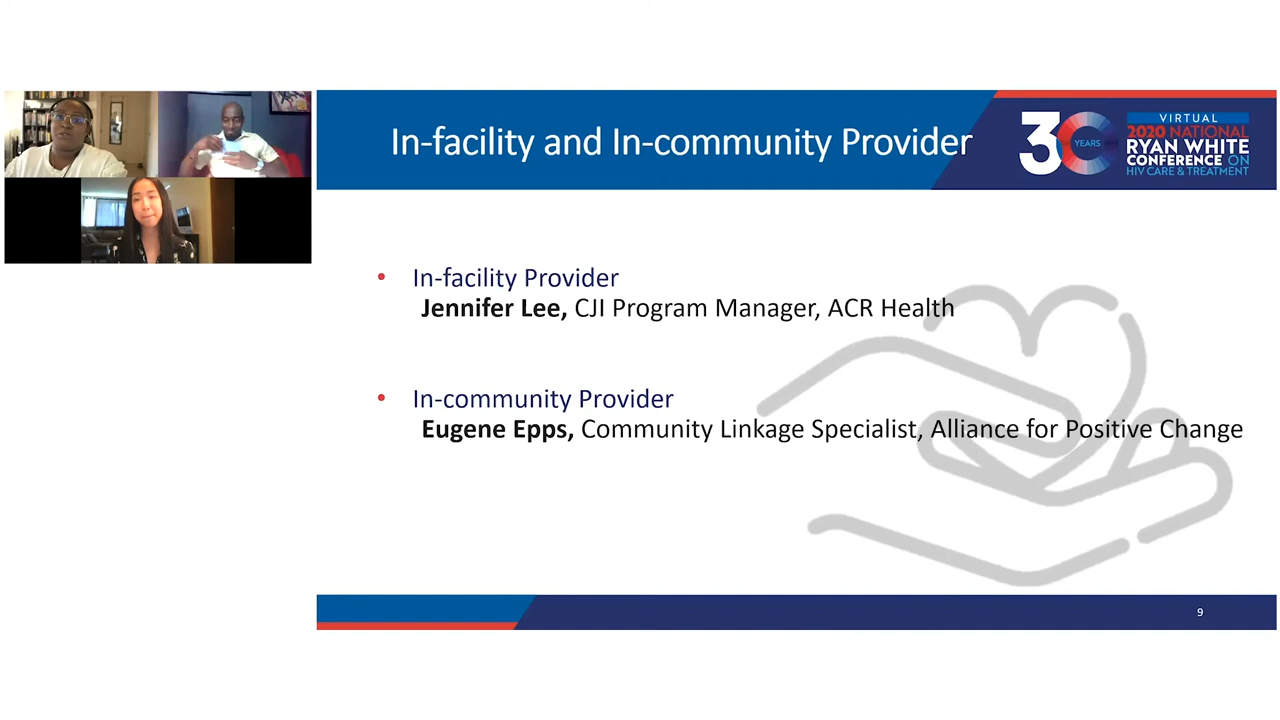 In-facility and In-community Provider
30 YEARS
VIRTUAL
2020 NATIONAL
RYAN WHITE
CONFERENCE ON
HIV CARE & TREATMENT
• In-facility Provider
Jennifer Lee, CJI Program Manager, ACR Health
• In-community Provider
Eugene Epps, Community Linkage Specialist, Alliance for Positive Change
9